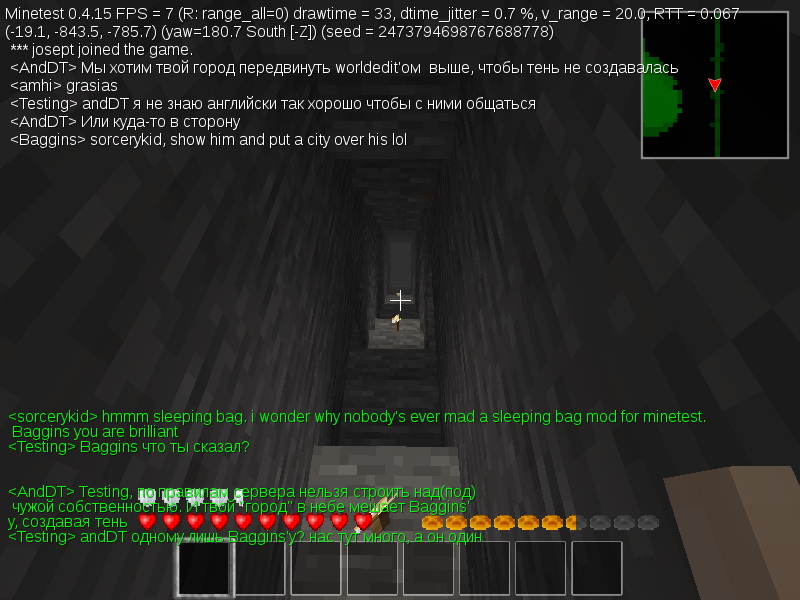 Minetest 0.4.15 FPS = 7 (R: range_all=0) drawtime = 33, dtime_jitter = 0.7 %, v_range = 20.0, RTT = 0.067
(-19.1, -843.5, -785.7) (yaw=180.7 South [-Z]) (seed = 2473794698767688778)
*** josept joined the game.
<AndDT> Мы хотим твой город передвинуть worldedit'ом выше, чтобы тень не создавалась
<amhi> grasias
<Testing> andDT я не знаю английски так хорошо чтобы с ними общаться
<AndDT> Или куда-то в сторону
<Baggins> sorcerykid, show him and put a city over his lol
<sorcerykid> hmmm sleeping bag. i wonder why nobody's ever mad a sleeping bag mod for minetest.
Baggins you are brilliant
<Testing> Baggins что ты сказал?
<AndDT> Testing, по правилам сервера нельзя строить над(под)
чужой собственностью. И твой "город" в небе мешает Baggins'
у, создавая тень
<Testing> andDT одному лишь Baggins'y? нас тут много, а он один